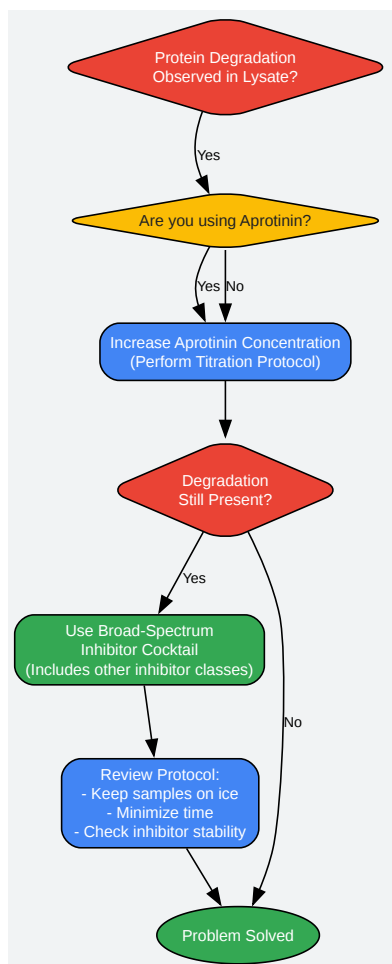 Protein Degradation
Observed in Lysate?
Yes
Are you using Aprotinin?
Yes
No
Increase Aprotinin Concentration
(Perform Titration Protocol)
Degradation
Still Present?
Yes
Use Broad-Spectrum
Inhibitor Cocktail
(Includes other inhibitor classes)
No
Review Protocol:
- Keep samples on ice
- Minimize time
- Check inhibitor stability
Problem Solved